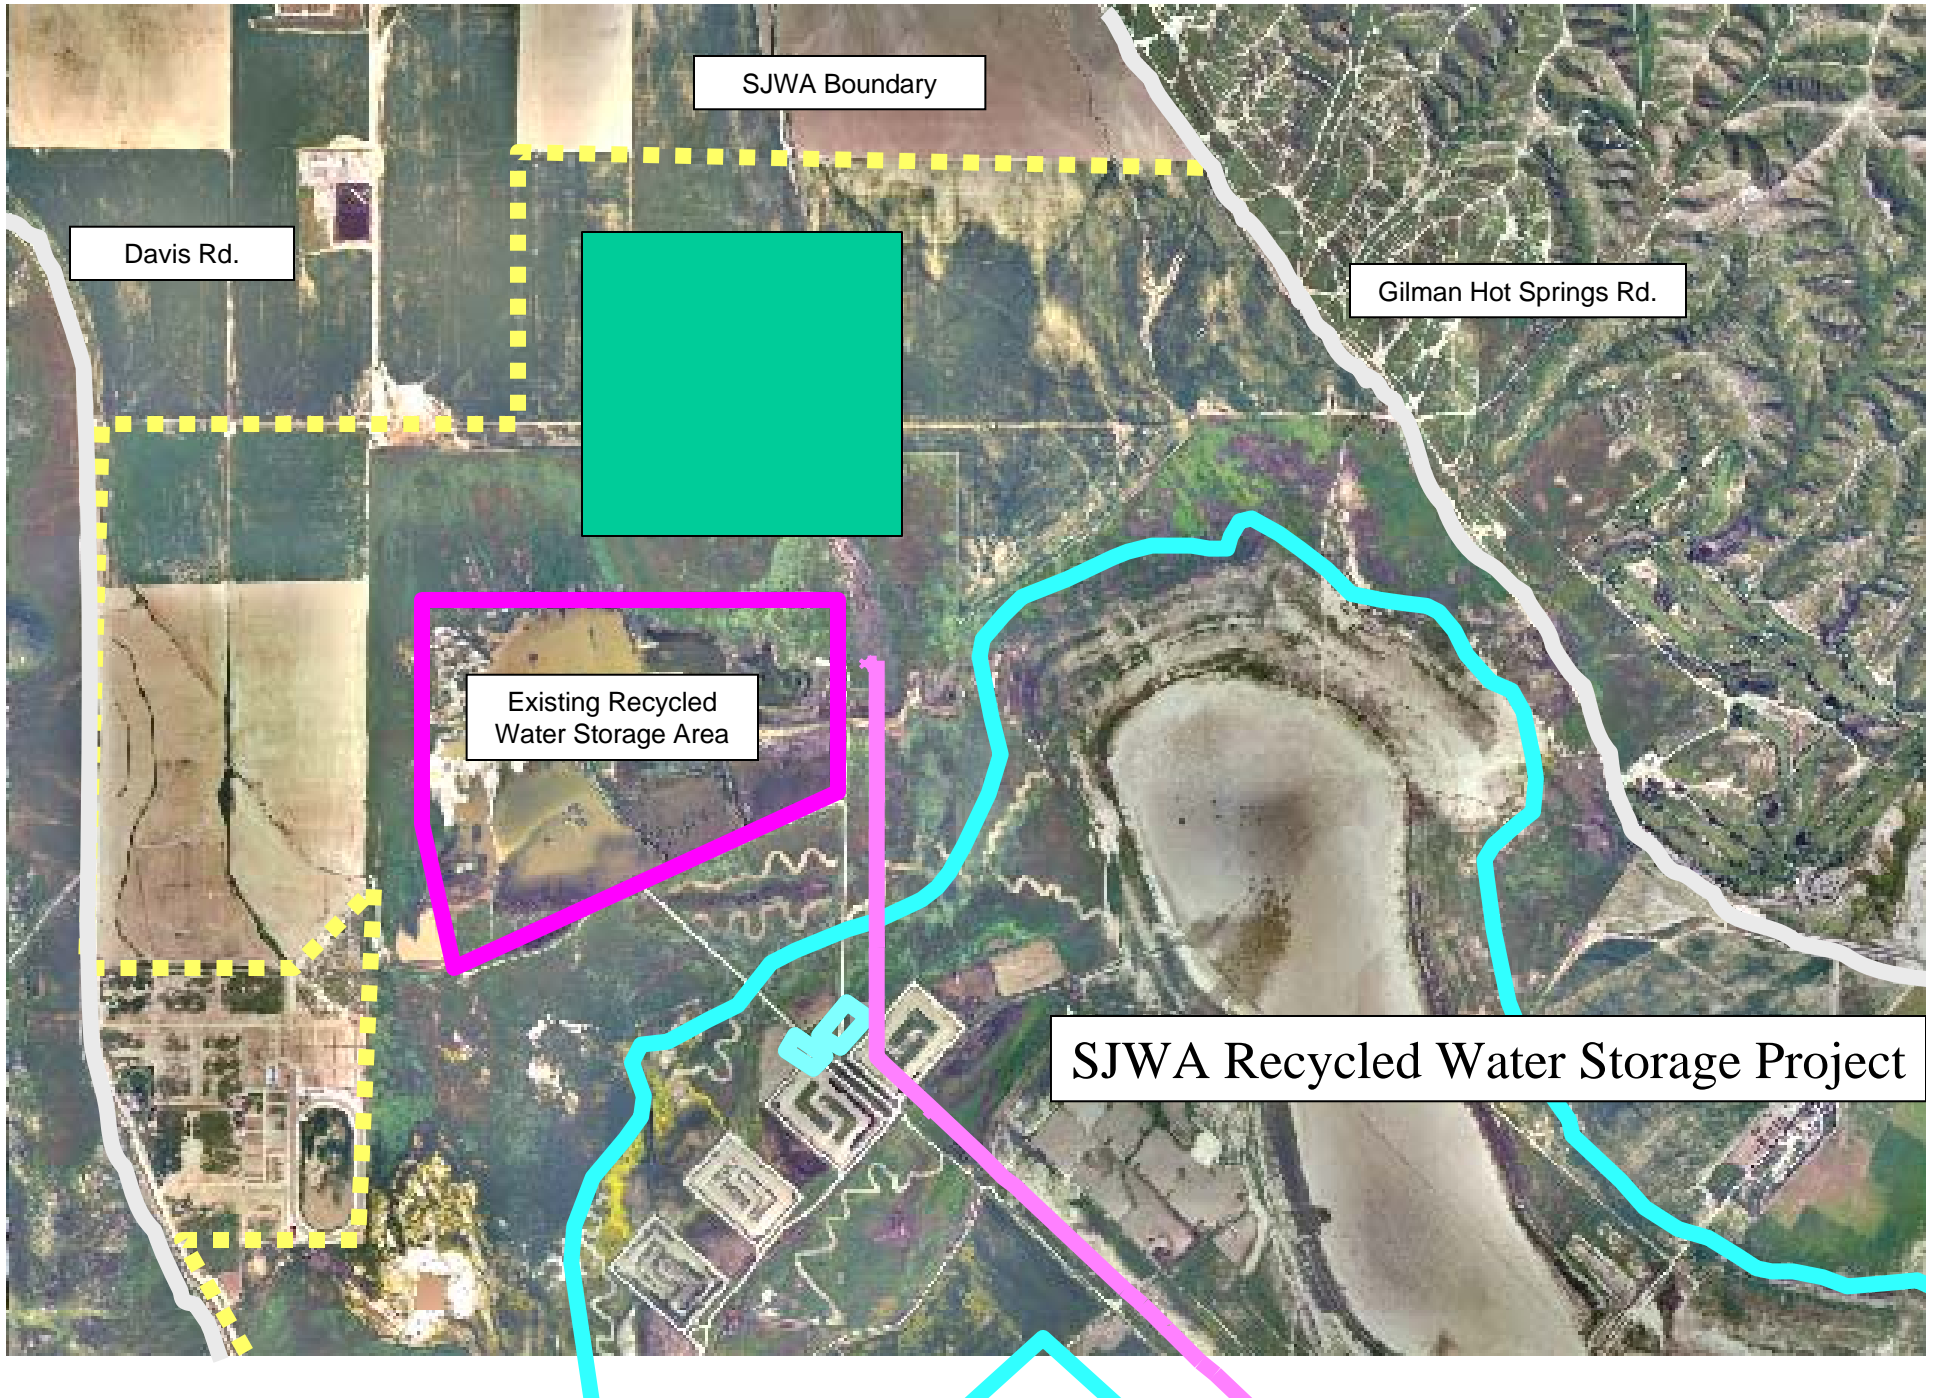 SJWA Boundary
Davis Rd.
Gilman Hot Springs Rd.
Existing Recycled
Water Storage Area
SJWA Recycled Water Storage Project